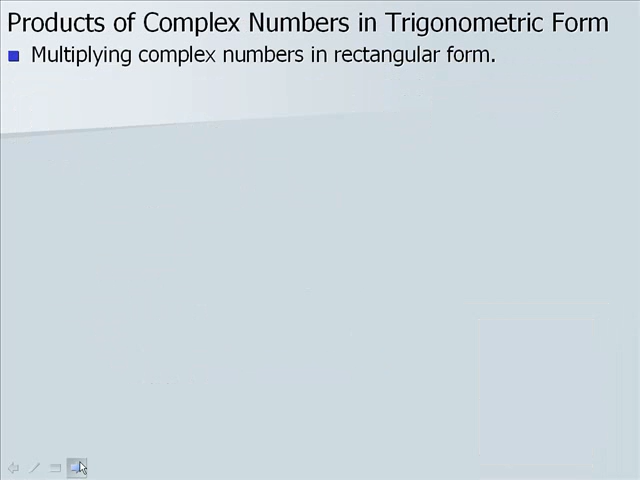 Products of Complex Numbers in Trigonometric Form
Multiplying complex numbers in rectangular form.